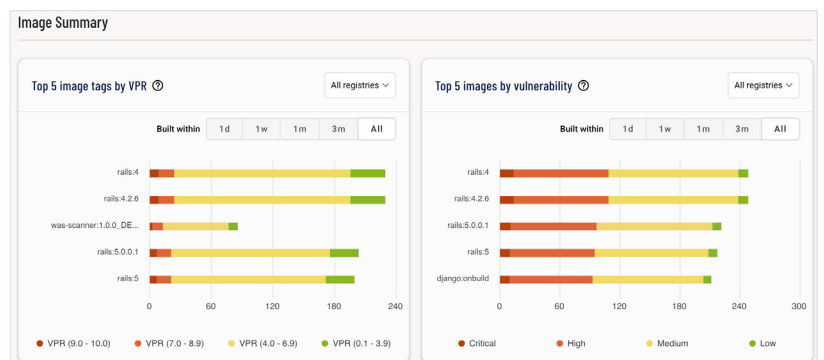 Image Summary
Top 5 image tags by VPR
All registries
Built within 1d 1w 1m 3m All
rails:4
rails:4.2.6
was-scanner:1.0.0_DE...
rails:5.0.0.1
rails:5
0 60 120 180 240
VPR (9.0 - 10.0) VPR (7.0 - 8.9) VPR (4.0 - 6.9) VPR (0.1 - 3.9)
Top 5 images by vulnerability
All registries
Built within 1d 1w 1m 3m All
rails:4
rails:4.2.6
rails:5.0.0.1
rails:5
django:onbuild
0 60 120 180 240 300
Critical High Medium Low